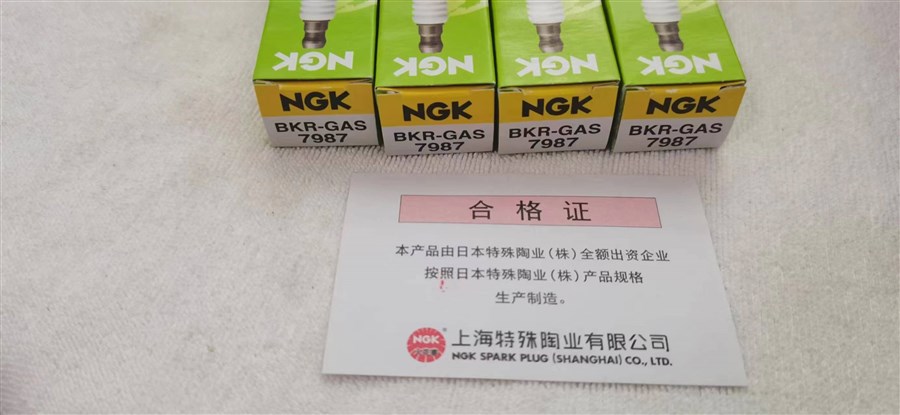 NGK
NGK
NGK
NGK
NGK
BKR-GAS
7987
NGK
BKR-GAS
7987
NGK
BKR-GAS
7987
NGK
BKR-GAS
7987
合格证
本产品由日本特殊陶业(株)全额出资企业
按照日本特殊陶业(株)产品规格
生产制造。
NGK
上海特殊陶业有限公司
NGK SPARK PLUG (SHANGHAI) CO., LTD.